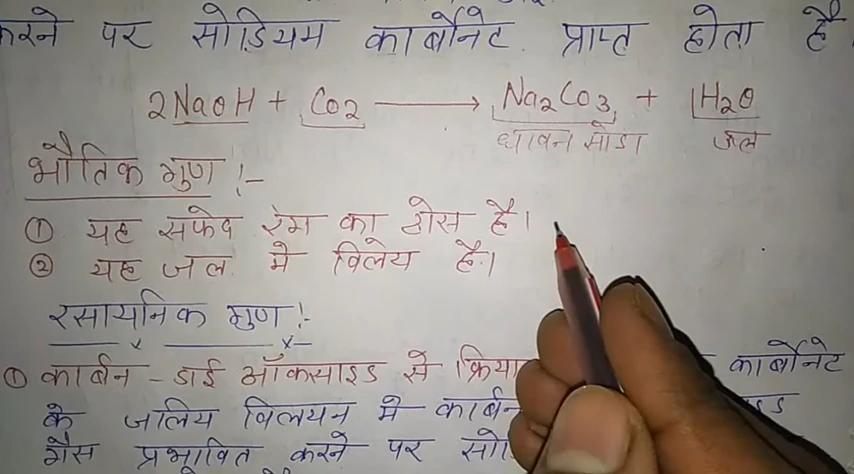 करने पर सोडियम कार्बोनेट प्राप्त होता है
2NaOH + Co2 → Na2Co3 + H2O
धावन सोडा जल
भौतिक गुण :-
① यह सफेद रंग का ठोस है।
② यह जल में विलेय है।
रसायनिक गुण :-
① कार्बन - डाई ऑक्साइड से क्रिया कार्बोनेट
के जलिय विलयन मे कार्बन
गैस प्रभावित करने पर